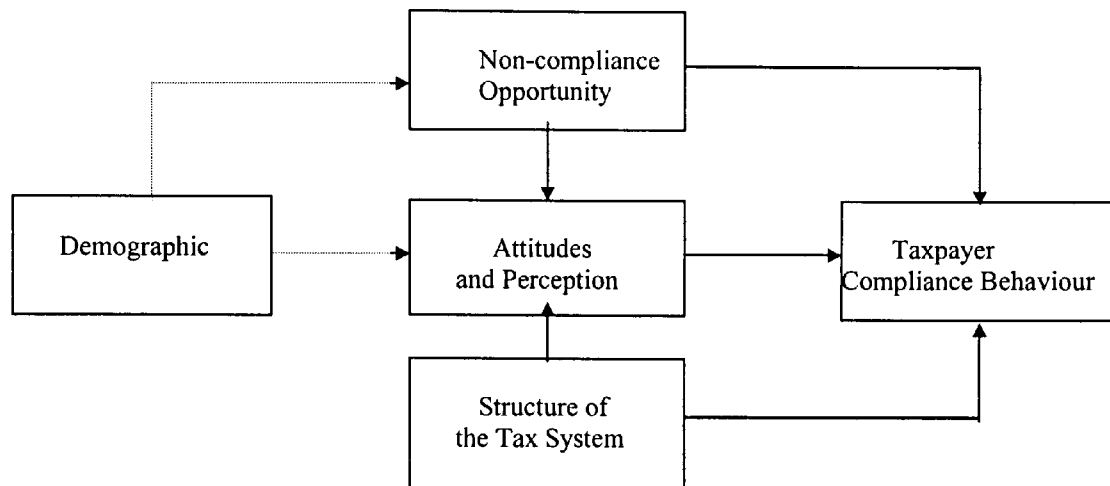 Non-compliance
Opportunity
Demographic
Attitudes
and Perception
Taxpayer
Compliance Behaviour
Structure of
the Tax System